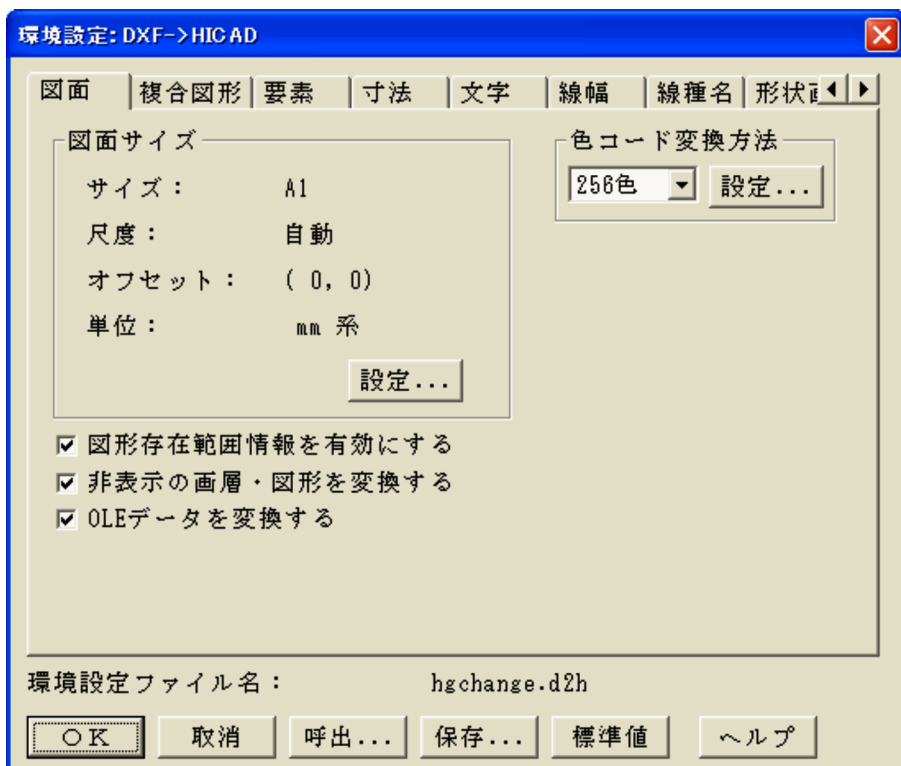 環境設定:DXF->HICAD
図面 複合図形 要素 寸法 文字 線幅 線種名 形状
図面サイズ
色コード変換方法
サイズ： A1
256色 設定...
尺度： 自動
オフセット： ( 0, 0)
単位： mm 系
設定...
図形存在範囲情報を有効にする
非表示の画層・図形を変換する
OLEデータを変換する
環境設定ファイル名： hgchange.d2h
ＯＫ 取消 呼出... 保存... 標準値 ヘルプ